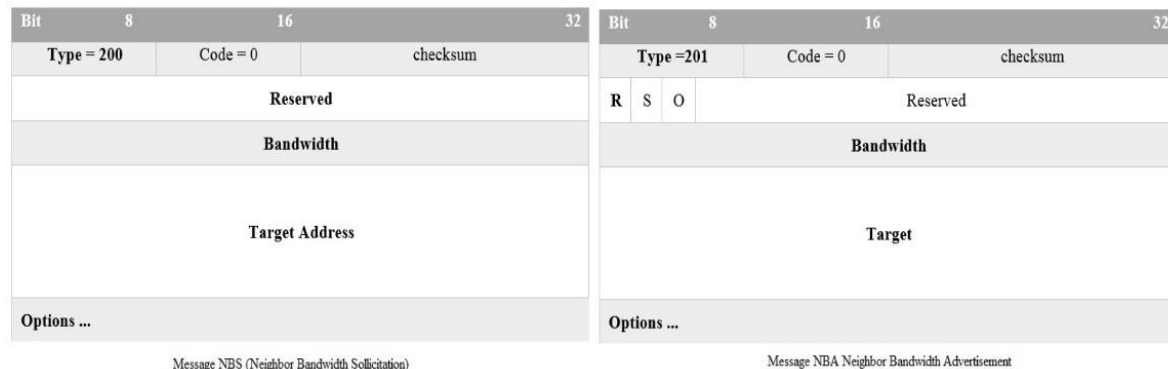 Bit 8 16 32
Type = 200 Code = 0 checksum
Reserved
Bandwidth
Target Address
Options ...
Message NBS (Neighbor Bandwidth Sollicitation)
Bit 8 16 32
Type =201 Code = 0 checksum
R S O Reserved
Bandwidth
Target
Options ...
Message NBA Neighbor Bandwidth Advertisement